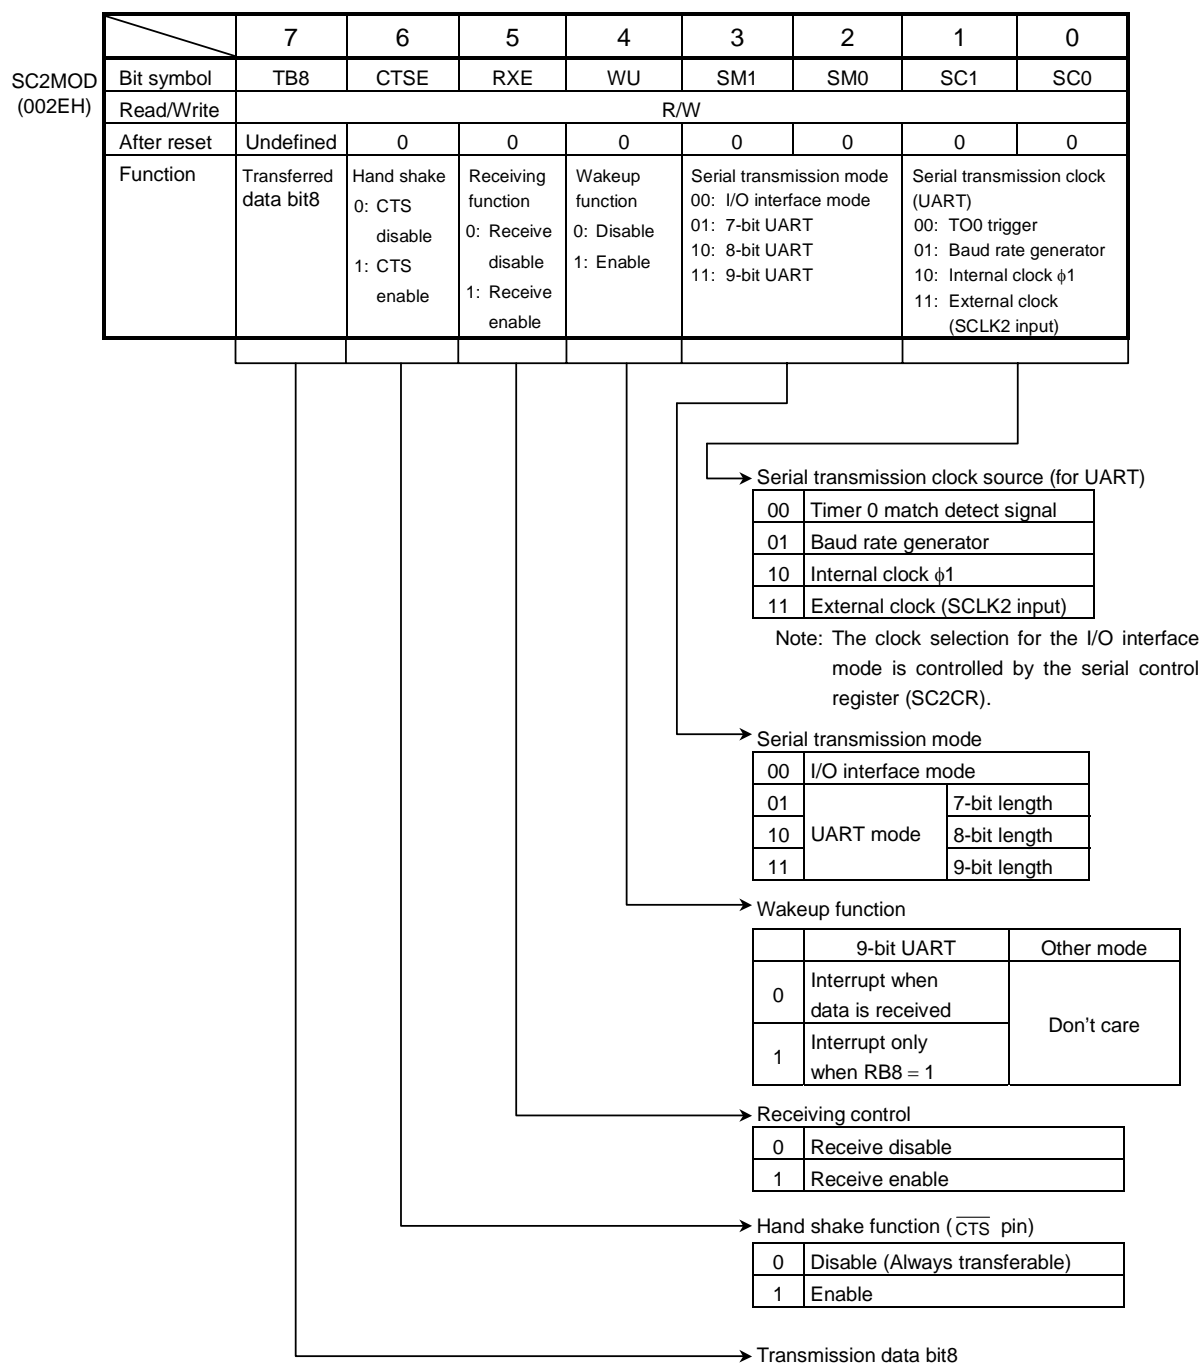 7 6 5 4 3 2 1 0
SC2MOD
(002EH)
Bit symbol TB8 CTSE RXE WU SM1 SM0 SC1 SC0
Read/Write R/W
After reset Undefined 0 0 0 0 0 0 0
Function
Transferred
data bit8
Hand shake
0: CTS
disable
1: CTS
enable
Receiving
function
0: Receive
disable
1: Receive
enable
Wakeup
function
0: Disable
1: Enable
Serial transmission mode
00: I/O interface mode
01: 7-bit UART
10: 8-bit UART
11: 9-bit UART
Serial transmission clock
(UART)
00: TO0 trigger
01: Baud rate generator
10: Internal clock ϕ1
11: External clock
(SCLK2 input)
Serial transmission clock source (for UART)
00 Timer 0 match detect signal
01 Baud rate generator
10 Internal clock ϕ1
11 External clock (SCLK2 input)
Note: The clock selection for the I/O interface
mode is controlled by the serial control
register (SC2CR).
Serial transmission mode
00 I/O interface mode
01 7-bit length
10 UART mode 8-bit length
11 9-bit length
Wakeup function
9-bit UART Other mode
0 Interrupt when
data is received
Don't care
1 Interrupt only
when RB8 = 1
Receiving control
0 Receive disable
1 Receive enable
Hand shake function (C̅T̅S̅ pin)
0 Disable (Always transferable)
1 Enable
Transmission data bit8